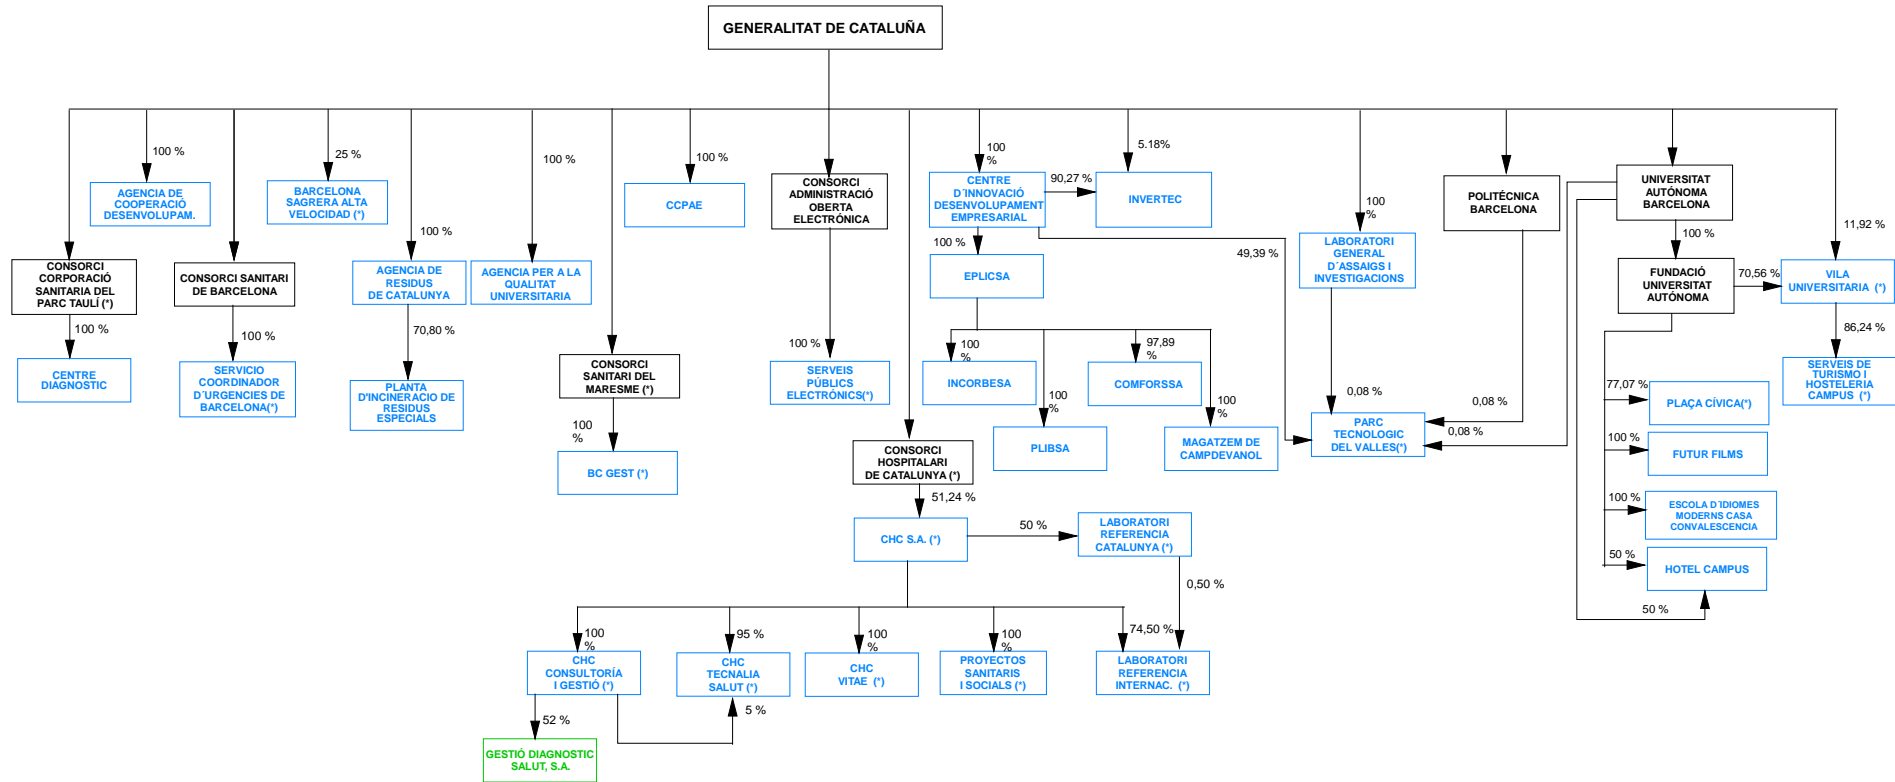 GENERALITAT DE CATALUÑA
100 %
AGENCIA DE
COOPERACIÓ
DESENVOLUPAM.
25 %
BARCELONA
SAGRERA ALTA
VELOCIDAD (*)
100 %
100 %
CCPAE
CONSORCI
ADMINISTRACIÓ
OBERTA
ELECTRÓNICA
100
%
CENTRE
D´INNOVACIÓ
DESENVOLUPAMENT
EMPRESARIAL
90,27 %
5.18%
INVERTEC
100
%
LABORATORI
GENERAL
D´ASSAIGS I
INVESTIGACIONS
POLITÉCNICA
BARCELONA
UNIVERSITAT
AUTÓNOMA
BARCELONA
11,92 %
CONSORCI
CORPORACIÓ
SANITARIA DEL
PARC TAULÍ (*)
100 %
CENTRE
DIAGNOSTIC
CONSORCI SANITARI
DE BARCELONA
100 %
SERVICIO
COORDINADOR
D´URGENCIES DE
BARCELONA(*)
100 %
AGENCIA DE
RESIDUS
DE CATALUNYA
70,80 %
PLANTA
D'INCINERACIO DE
RESIDUS
ESPECIALS
AGENCIA PER A LA
QUALITAT
UNIVERSITARIA
CONSORCI
SANITARI DEL
MARESME (*)
100
%
BC GEST (*)
100 %
SERVEIS
PÚBLICS
ELECTRÓNICS(*)
100 %
EPLICSA
49,39 %
100
%
INCORBESA
100
%
PLIBSA
97,89
%
COMFORSSA
100
%
MAGATZEM DE
CAMPDEVANOL
0,08 %
0,08 %
0,08 %
PARC
TECNOLOGIC
DEL VALLES(*)
100 %
FUNDACIÓ
UNIVERSITAT
AUTÓNOMA
70,56 %
VILA
UNIVERSITARIA (*)
86,24 %
SERVEIS DE
TURISMO I
HOSTELERIA
CAMPUS (*)
77,07 %
PLAÇA CÍVICA(*)
100 %
FUTUR FILMS
100 %
ESCOLA D´IDIOMES
MODERNS CASA
CONVALESCENCIA
50 %
HOTEL CAMPUS
50 %
CONSORCI
HOSPITALARI
DE CATALUNYA (*)
51,24 %
CHC S.A. (*)
50 %
LABORATORI
REFERENCIA
CATALUNYA (*)
0,50 %
100
%
CHC
CONSULTORÍA
I GESTIÓ (*)
95 %
CHC
TECNALIA
SALUT (*)
100
%
CHC
VITAE (*)
100
%
PROYECTOS
SANITARIS
I SOCIALS (*)
74,50 %
LABORATORI
REFERENCIA
INTERNAC. (*)
52 %
5 %
GESTIÓ DIAGNOSTIC
SALUT, S.A.